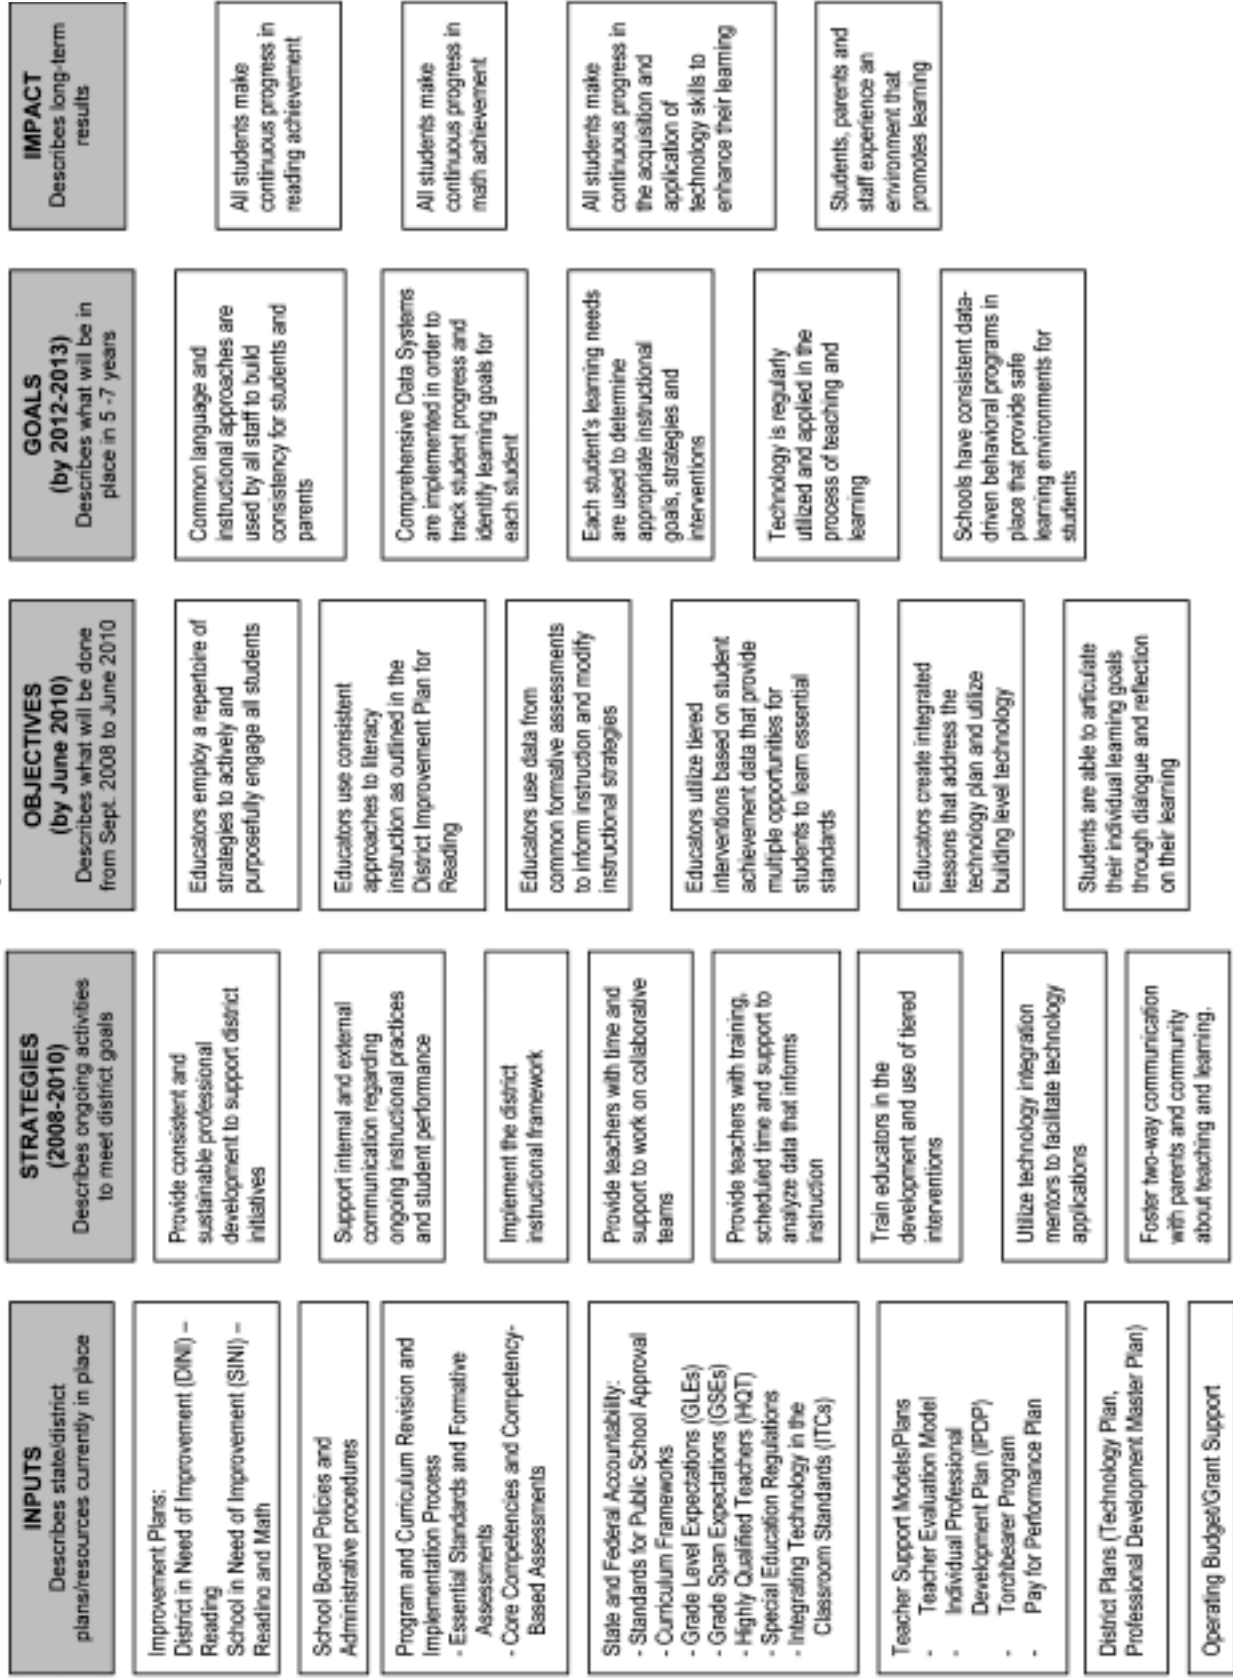 INPUTS
Describes state/district
plans/resources currently in place
Improvement Plans:
District in Need of Improvement (DINI) –
Reading
School in Need of Improvement (SINI) –
Reading and Math
School Board Policies and
Administrative procedures
Program and Curriculum Revision and
Implementation Process
- Essential Standards and Formative
Assessments
- Core Competencies and Competency-
Based Assessments
State and Federal Accountability:
- Standards for Public School Approval
- Curriculum Frameworks
- Grade Level Expectations (GLEs)
- Grade Span Expectations (GSEs)
- Highly Qualified Teachers (HQT)
- Special Education Regulations
- Integrating Technology in the
Classroom Standards (ITCs)
Teacher Support Models/Plans
- Teacher Evaluation Model
- Individual Professional
Development Plan (IPDP)
- Torchbearer Program
- Pay for Performance Plan
District Plans (Technology Plan,
Professional Development Master Plan)
Operating Budget/Grant Support
STRATEGIES
(2008-2010)
Describes ongoing activities
to meet district goals
Provide consistent and
sustainable professional
development to support district
initiatives
Support internal and external
communication regarding
ongoing instructional practices
and student performance
Implement the district
instructional framework
Provide teachers with time and
support to work on collaborative
teams
Provide teachers with training,
scheduled time and support to
analyze data that informs
instruction
Train educators in the
development and use of tiered
interventions
Utilize technology integration
mentors to facilitate technology
applications
Foster two-way communication
with parents and community
about teaching and learning.
OBJECTIVES
(by June 2010)
Describes what will be done
from Sept. 2008 to June 2010
Educators employ a repertoire of
strategies to actively and
purposefully engage all students
Educators use consistent
approaches to literacy
instruction as outlined in the
District Improvement Plan for
Reading
Educators use data from
common formative assessments
to inform instruction and modify
instructional strategies
Educators utilize tiered
interventions based on student
achievement data that provide
multiple opportunities for
students to learn essential
standards
Educators create integrated
lessons that address the
technology plan and utilize
building level technology
Students are able to articulate
their individual learning goals
through dialogue and reflection
on their learning
GOALS
(by 2012-2013)
Describes what will be in
place in 5 -7 years
Common language and
instructional approaches are
used by all staff to build
consistency for students and
parents
Comprehensive Data Systems
are implemented in order to
track student progress and
identify learning goals for
each student
Each student's learning needs
are used to determine
appropriate instructional
goals, strategies and
interventions
Technology is regularly
utilized and applied in the
process of teaching and
learning
Schools have consistent data-
driven behavioral programs in
place that provide safe
learning environments for
students
IMPACT
Describes long-term
results
All students make
continuous progress in
reading achievement
All students make
continuous progress in
math achievement
All students make
continuous progress in
the acquisition and
application of
technology skills to
enhance their learning
Students, parents and
staff experience an
environment that
promotes learning